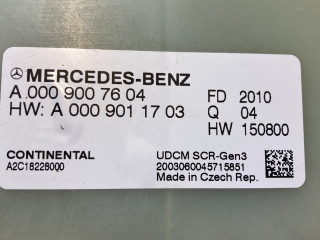 MERCEDES-BENZ
A 000 900 76 04 FD 2010
HW: A 000 901 17 03 Q 04
HW 150800
CONTINENTAL UDCM SCR-Gen3
A2C18228000 2003060045715851
Made in Czech Rep.